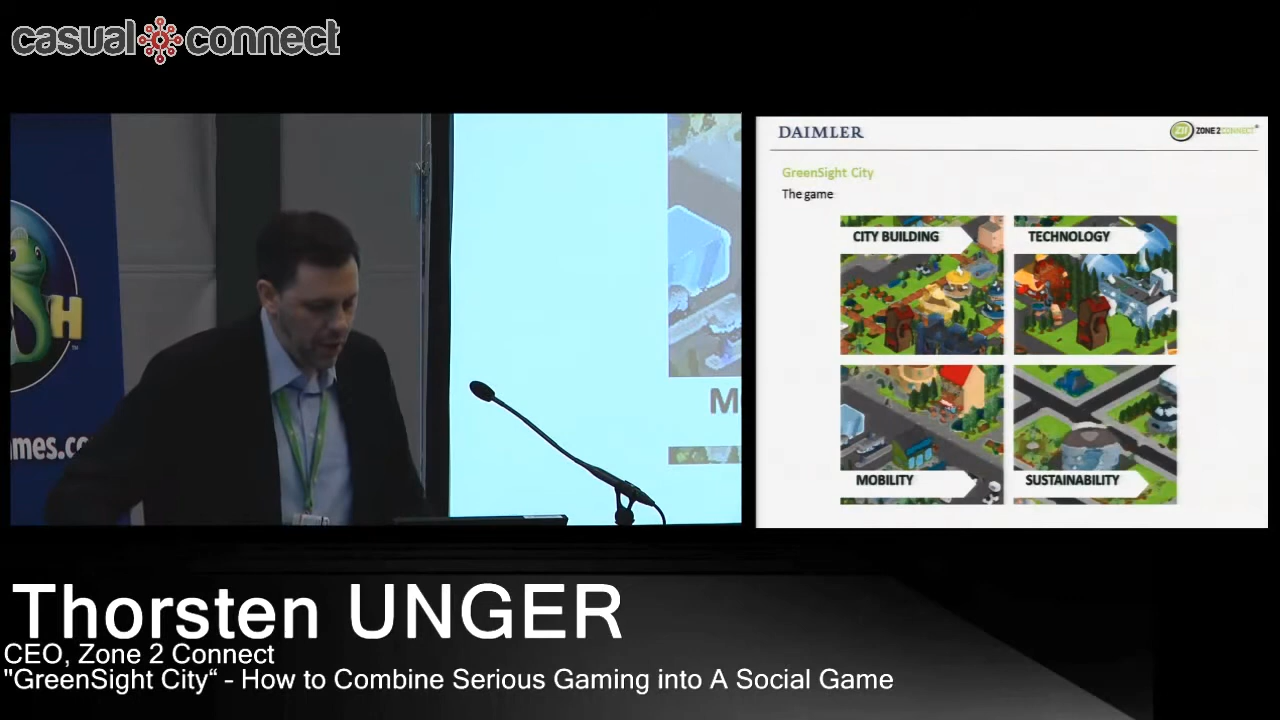 casual connect
DAIMLER
ZONE 2 CONNECT
GreenSight City
The game
CITY BUILDING
TECHNOLOGY
MOBILITY
SUSTAINABILITY
H
mes.co
M
Thorsten UNGER
CEO, Zone 2 Connect
"GreenSight City“ - How to Combine Serious Gaming into A Social Game